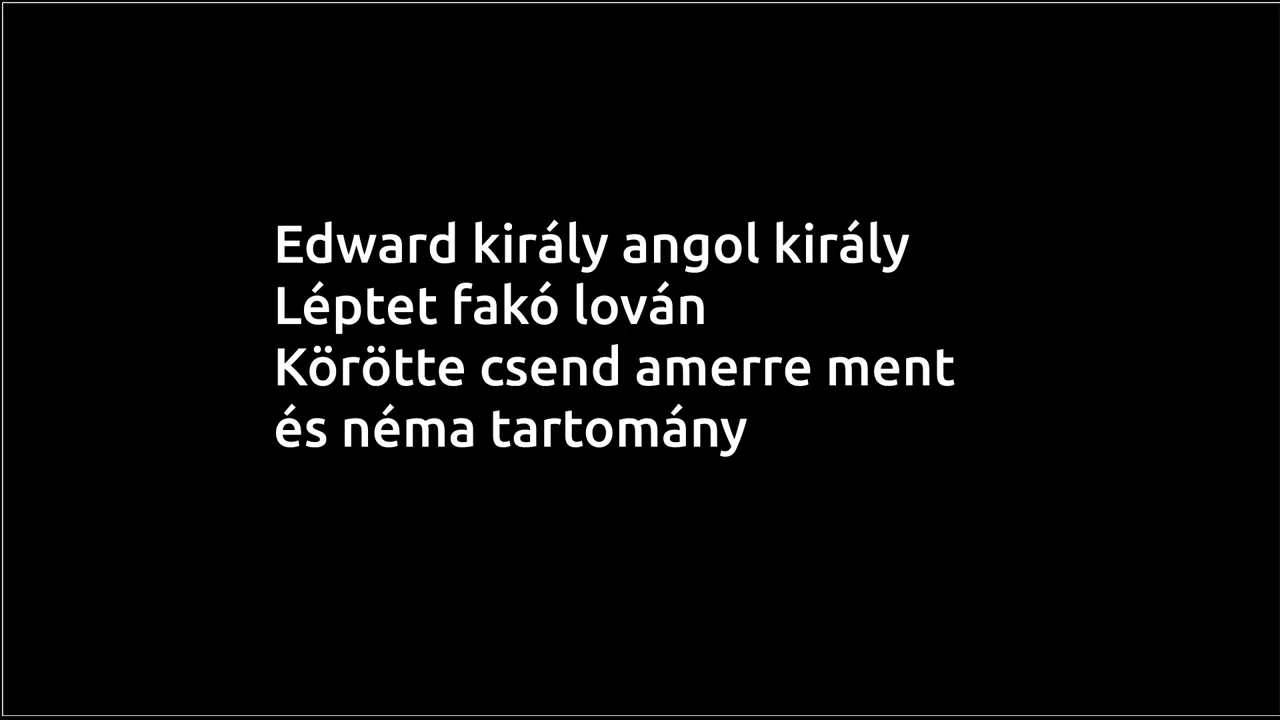 Edward király angol király
Léptet fakó lován
Körötte csend amerre ment
és néma tartomány